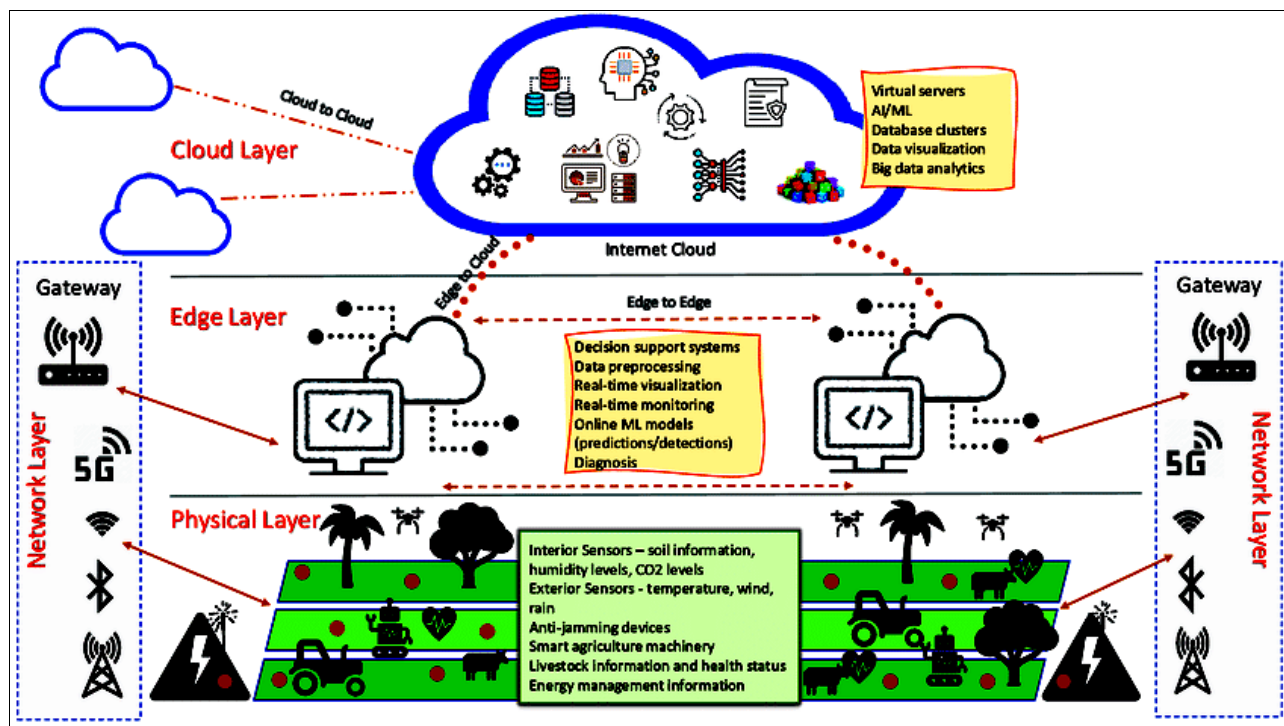 Cloud to Cloud
Cloud Layer
Virtual servers
AI/ML
Database clusters
Data visualization
Big data analytics
Internet Cloud
Edge to Cloud
Gateway
Gateway
Edge Layer
Edge to Edge
</>
</>
Decision support systems
Data preprocessing
Real-time visualization
Real-time monitoring
Online ML models
(predictions/detections)
Diagnosis
Network Layer
Network Layer
5G
5G
Physical Layer
Interior Sensors – soil information,
humidity levels, CO2 levels
Exterior Sensors - temperature, wind,
rain
Anti-jamming devices
Smart agriculture machinery
Livestock information and health status
Energy management information